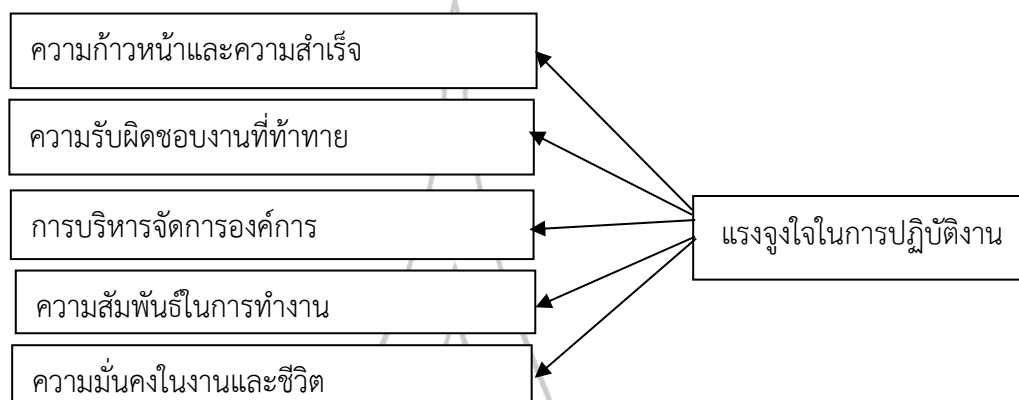 ความก้าวหน้าและความสำเร็จ
ความรับผิดชอบงานที่ท้าทาย
การบริหารจัดการองค์การ
แรงจูงใจในการปฏิบัติงาน
ความสัมพันธ์ในการทำงาน
ความมั่นคงในงานและชีวิต